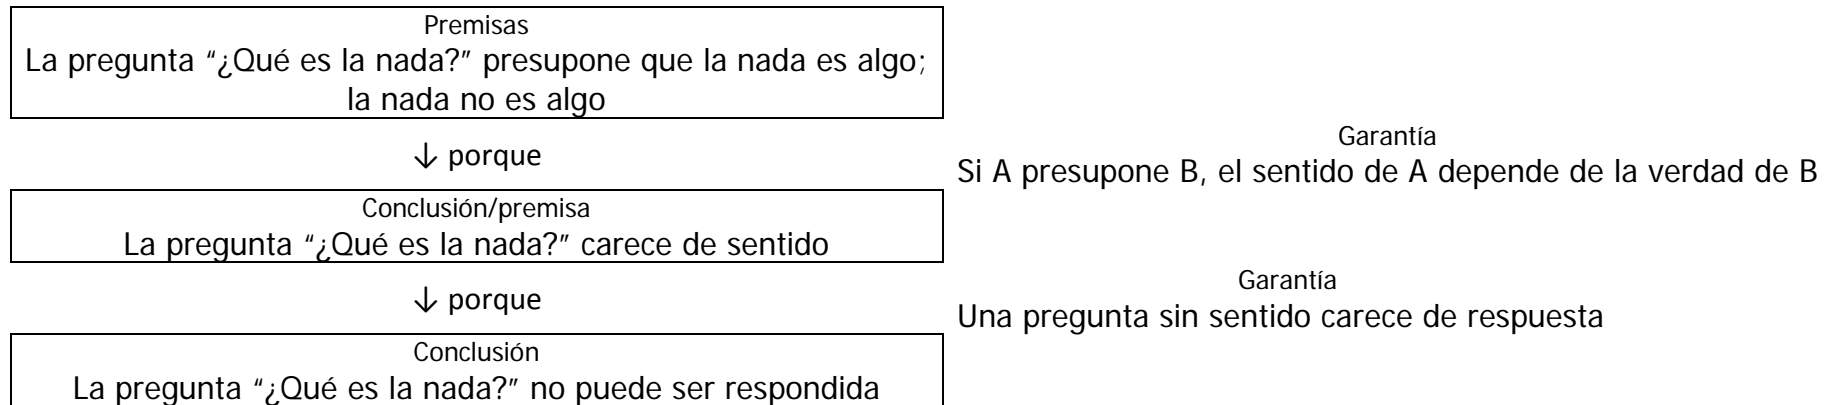 Premisas
La pregunta “¿Qué es la nada?” presupone que la nada es algo;
la nada no es algo
↓ porque
Garantía
Si A presupone B, el sentido de A depende de la verdad de B
Conclusión/premisa
La pregunta “¿Qué es la nada?” carece de sentido
↓ porque
Garantía
Una pregunta sin sentido carece de respuesta
Conclusión
La pregunta “¿Qué es la nada?” no puede ser respondida